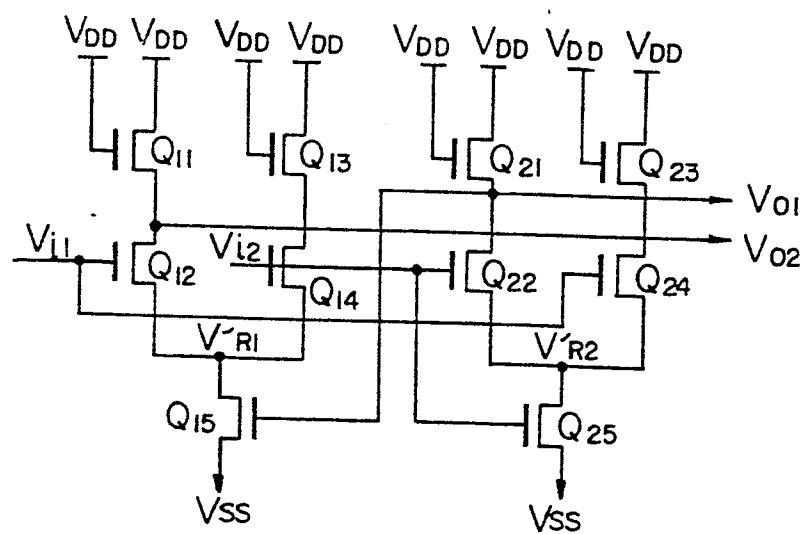 VDD VDD VDD VDD VDD VDD VDD VDD
Q11 Q13 Q21 Q23
VO1
Vi1 Vi2 VO2
Q12 Q14 Q22 Q24
V'R1 V'R2
Q15 Q25
VSS VSS